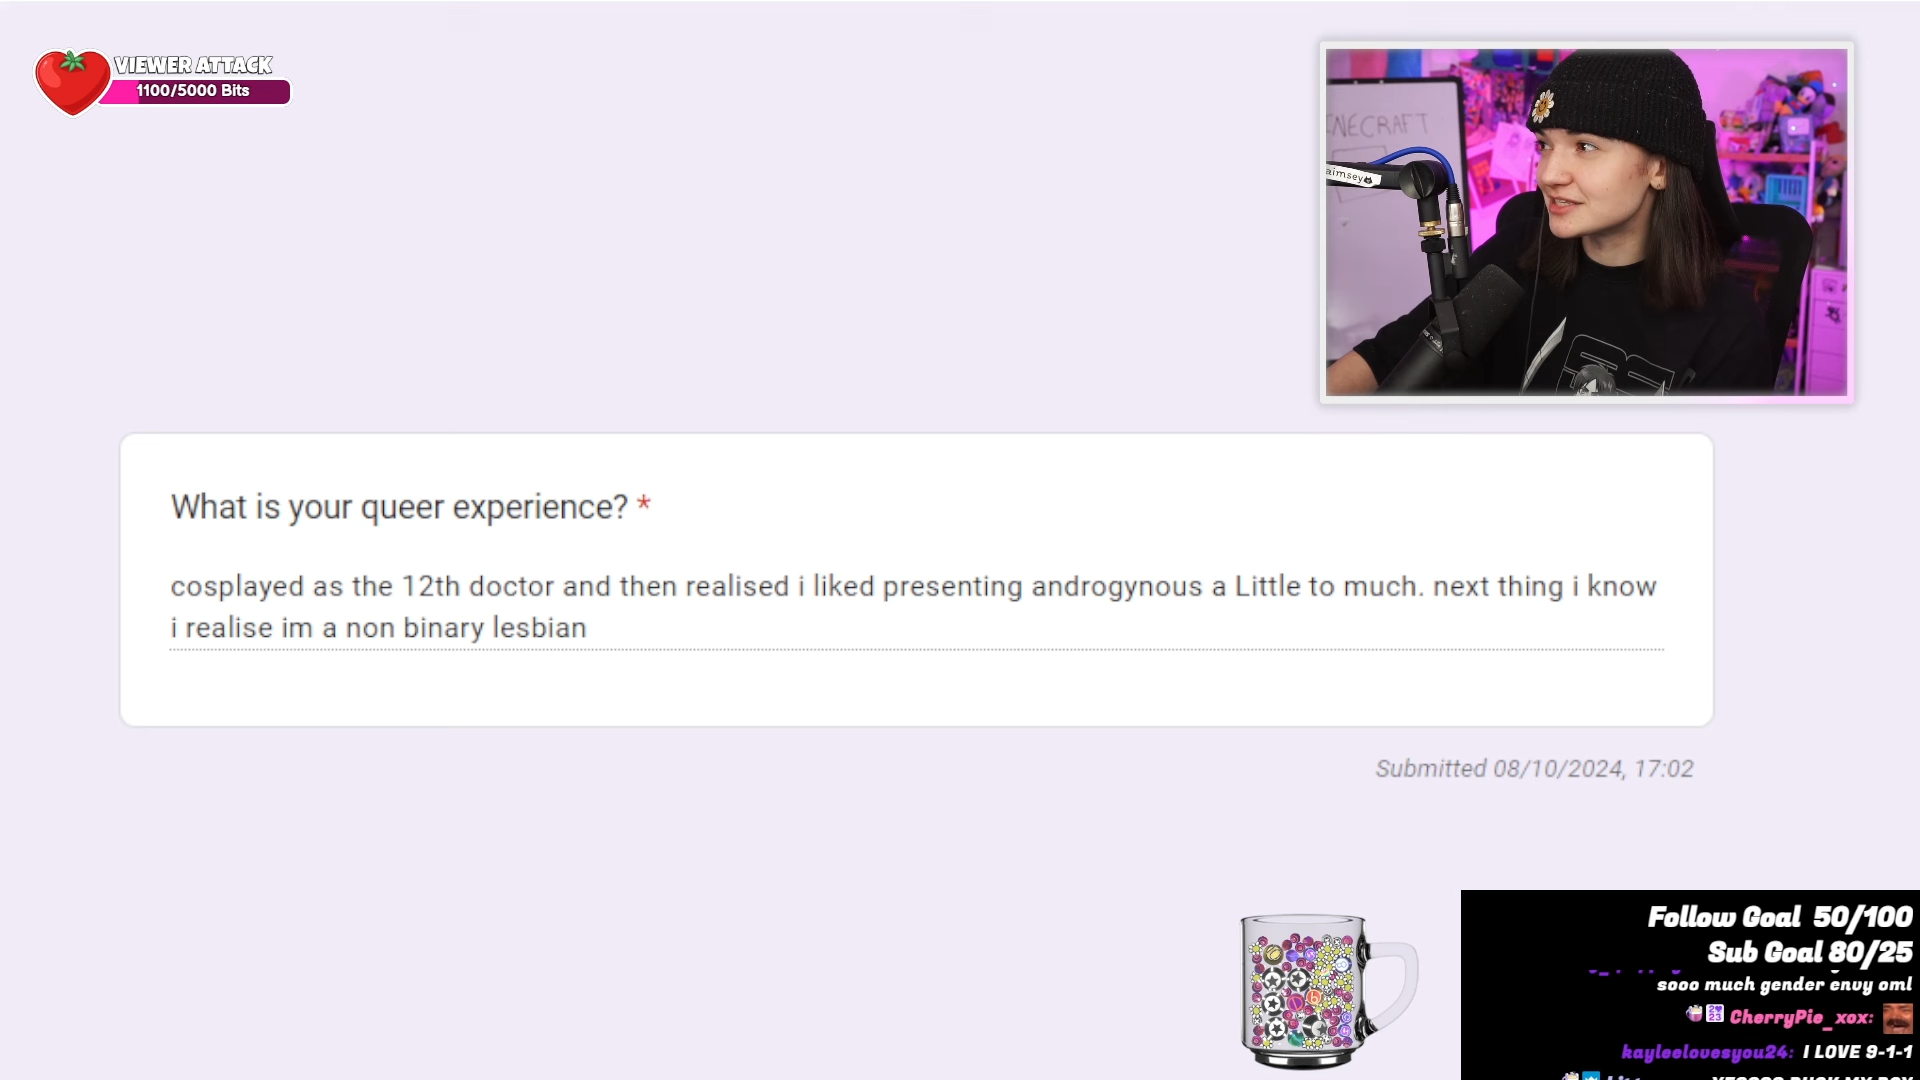 VIEWER ATTACK
1100/5000 Bits
NECRAFT
aimsey
What is your queer experience? *
cosplayed as the 12th doctor and then realised i liked presenting androgynous a Little to much. next thing i know
i realise im a non binary lesbian
Submitted 08/10/2024, 17:02
Follow Goal 50/100
Sub Goal 80/25
sooo much gender envy oml
CherryPie_xox:
kayleelovesyou24: I LOVE 9-1-1